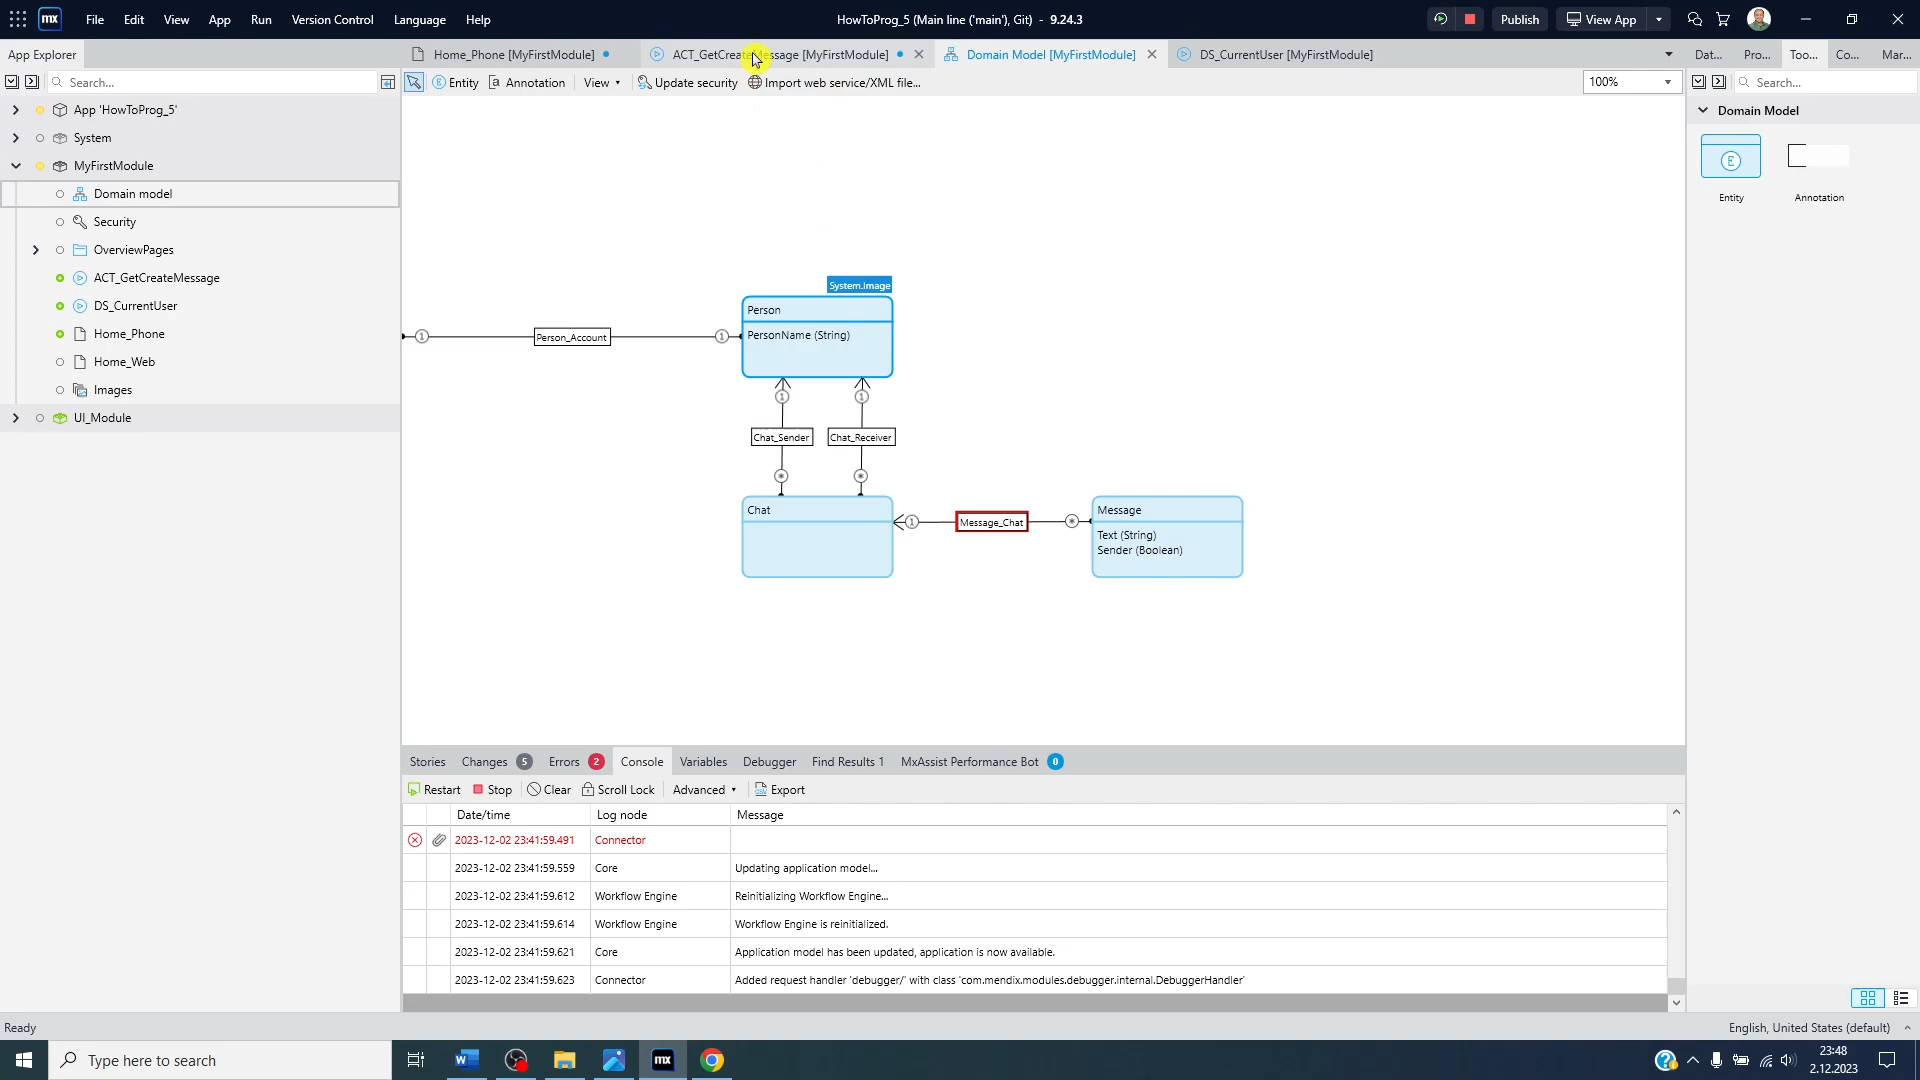 mx File Edit View App Run Version Control Language Help HowToProg_5 (Main line ('main'), Git) - 9.24.3 Publish View App
App Explorer Home_Phone [MyFirstModule] ACT_GetCreateMessage [MyFirstModule] Domain Model [MyFirstModule] DS_CurrentUser [MyFirstModule] Dat... Pro... Too... Co... Mar...
Search... Entity Annotation View Update security Import web service/XML file... 100% Search...
App 'HowToProg_5'
System
MyFirstModule
Domain model
Security
OverviewPages
ACT_GetCreateMessage
DS_CurrentUser
Home_Phone
Home_Web
Images
UI_Module
System.Image
Person
PersonName (String)
Person_Account
1 1
1 1
Chat_Sender Chat_Receiver
* *
Chat
1 Message_Chat *
Message
Text (String)
Sender (Boolean)
Domain Model
E
Entity Annotation
Stories Changes 5 Errors 2 Console Variables Debugger Find Results 1 MxAssist Performance Bot 0
Restart Stop Clear Scroll Lock Advanced Export
Date/time Log node Message
2023-12-02 23:41:59.491 Connector
2023-12-02 23:41:59.559 Core Updating application model...
2023-12-02 23:41:59.612 Workflow Engine Reinitializing Workflow Engine...
2023-12-02 23:41:59.614 Workflow Engine Workflow Engine is reinitialized.
2023-12-02 23:41:59.621 Core Application model has been updated, application is now available.
2023-12-02 23:41:59.623 Connector Added request handler 'debugger/' with class 'com.mendix.modules.debugger.internal.DebuggerHandler'
Ready English, United States (default)
Type here to search W mx 23:48
2.12.2023